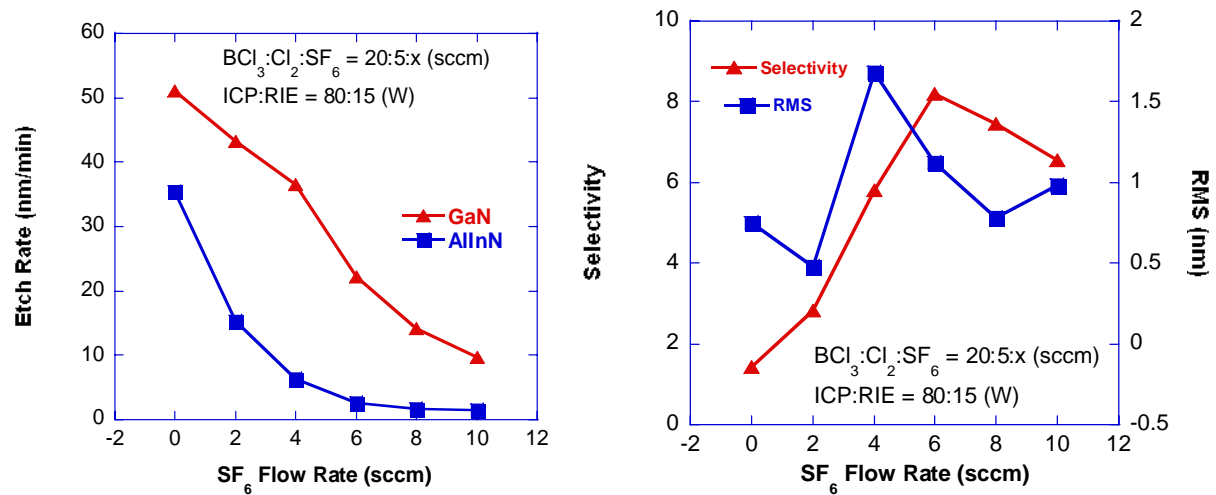 60
50
40
30
20
10
0
-2 0 2 4 6 8 10 12
Etch Rate (nm/min)
SF6 Flow Rate (sccm)
BCl3:Cl2:SF6 = 20:5:x (sccm)
ICP:RIE = 80:15 (W)
GaN
AlInN
10
8
6
4
2
0
-2 0 2 4 6 8 10 12
Selectivity
SF6 Flow Rate (sccm)
Selectivity
RMS
BCl3:Cl2:SF6 = 20:5:x (sccm)
ICP:RIE = 80:15 (W)
2
1.5
1
0.5
0
-0.5
RMS (nm)